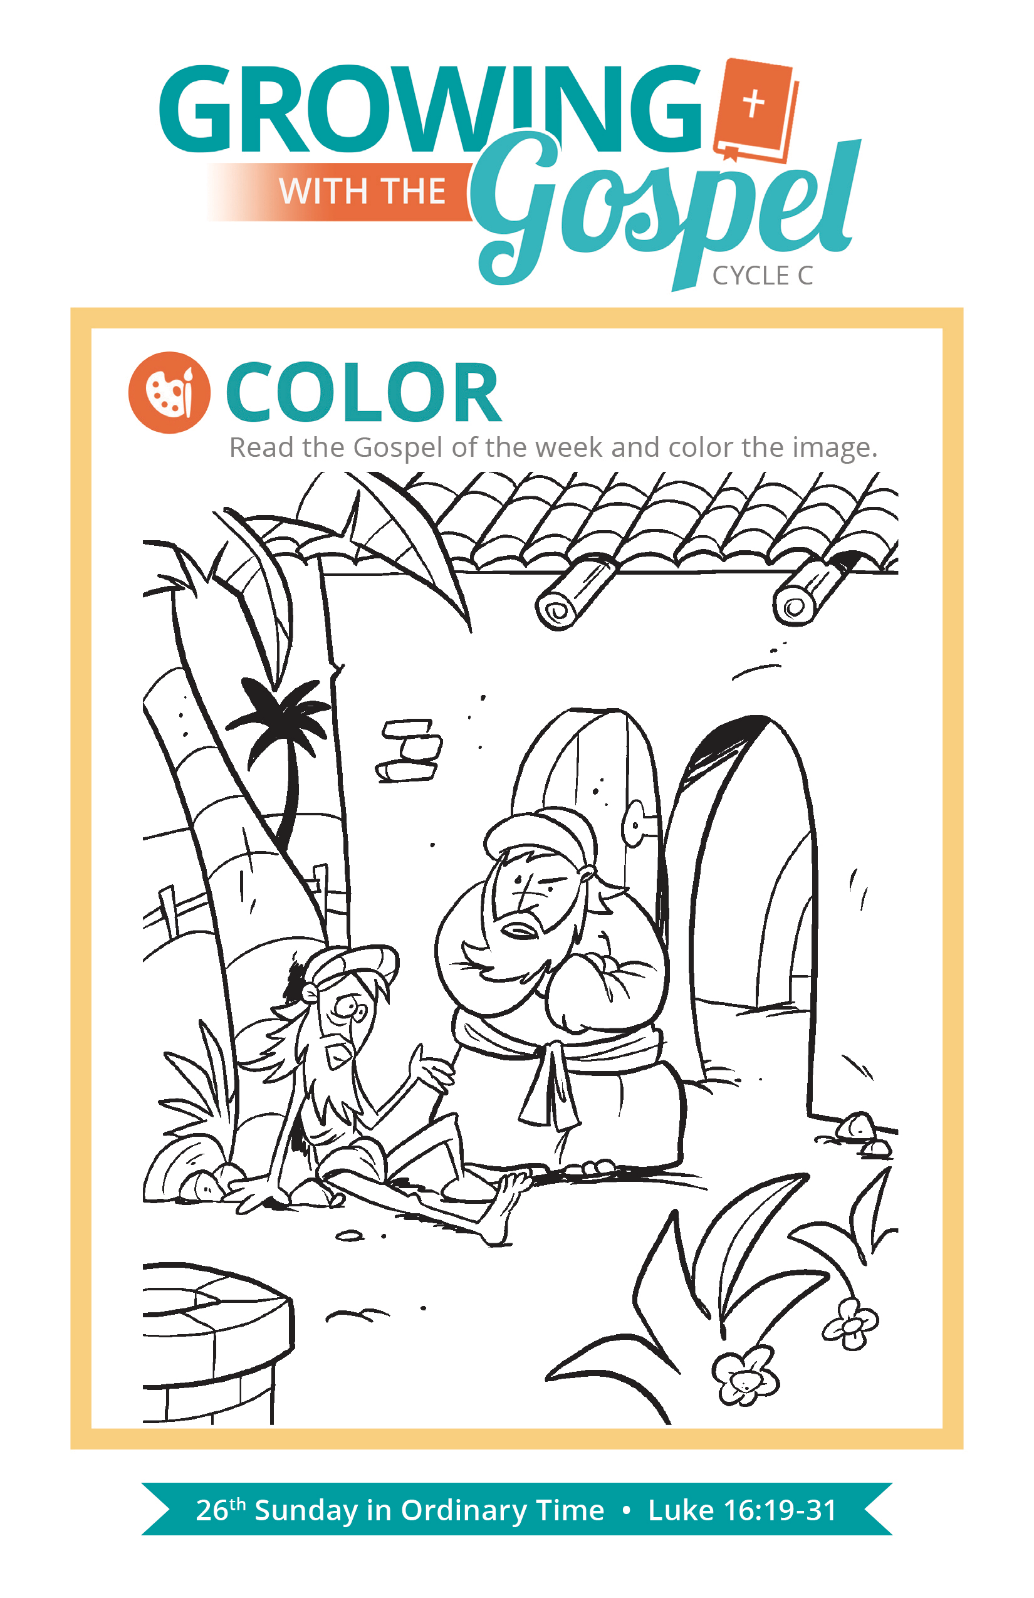 GROWING
WITH THE Gospel
CYCLE C
COLOR
Read the Gospel of the week and color the image.
26th Sunday in Ordinary Time • Luke 16:19-31